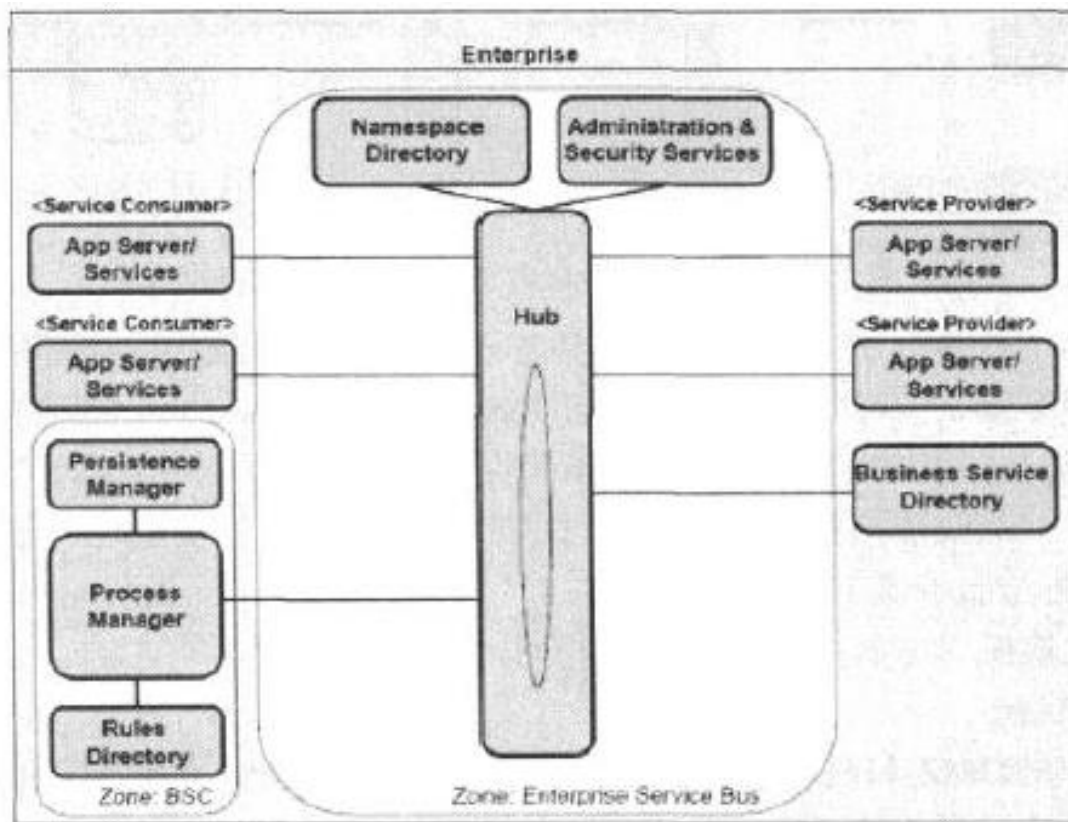 Enterprise
Namespace
Directory
Administration &
Security Services
<Service Consumer>
App Server/
Services
<Service Provider>
App Server/
Services
Hub
<Service Consumer>
App Server/
Services
<Service Provider>
App Server/
Services
Persistence
Manager
Business Service
Directory
Process
Manager
Rules
Directory
Zone: BSC
Zone: Enterprise Service Bus